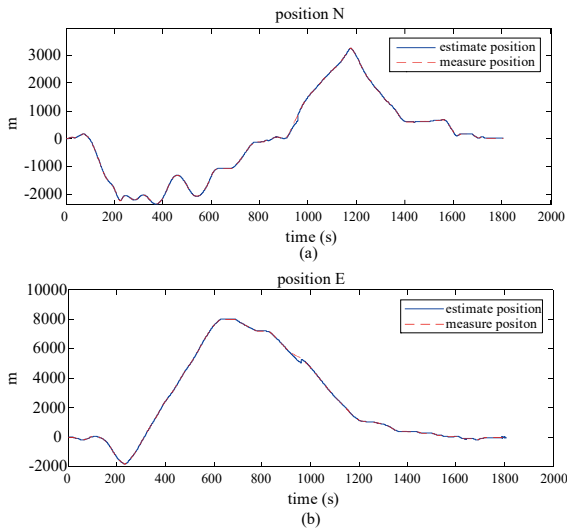 position N
3000
2000
1000
0
-1000
-2000
m
estimate position
measure position
0 200 400 600 800 1000 1200 1400 1600 1800 2000
time (s)
(a)
position E
10000
8000
6000
4000
2000
0
-2000
m
estimate position
measure positon
0 200 400 600 800 1000 1200 1400 1600 1800 2000
time (s)
(b)